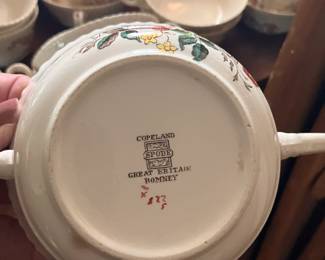 COPELAND
SPODE
GREAT BRITAIN
ROMNEY